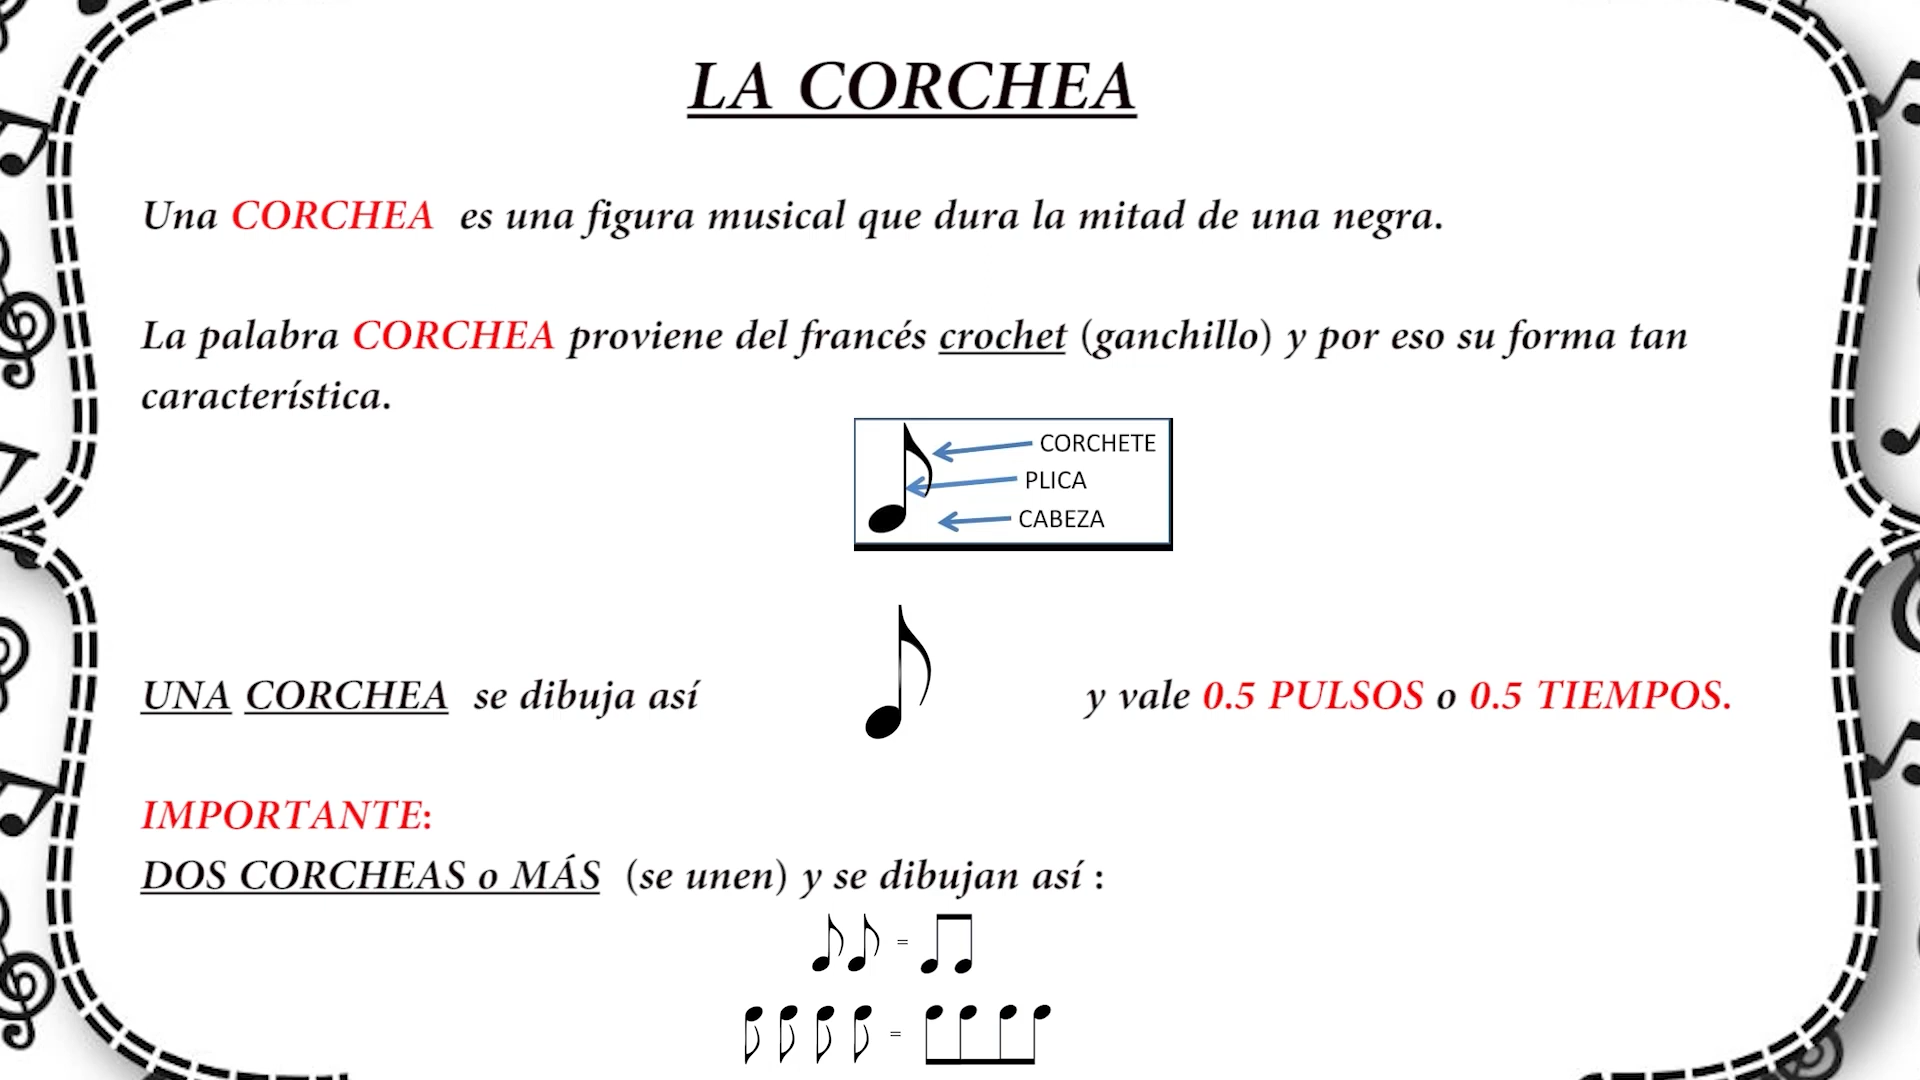 LA CORCHEA
Una CORCHEA es una figura musical que dura la mitad de una negra.
La palabra CORCHEA proviene del francés crochet (ganchillo) y por eso su forma tan
característica.
CORCHETE
PLICA
CABEZA
UNA CORCHEA se dibuja así y vale 0.5 PULSOS o 0.5 TIEMPOS.
IMPORTANTE:
DOS CORCHEAS o MÁS (se unen) y se dibujan así :
=
=